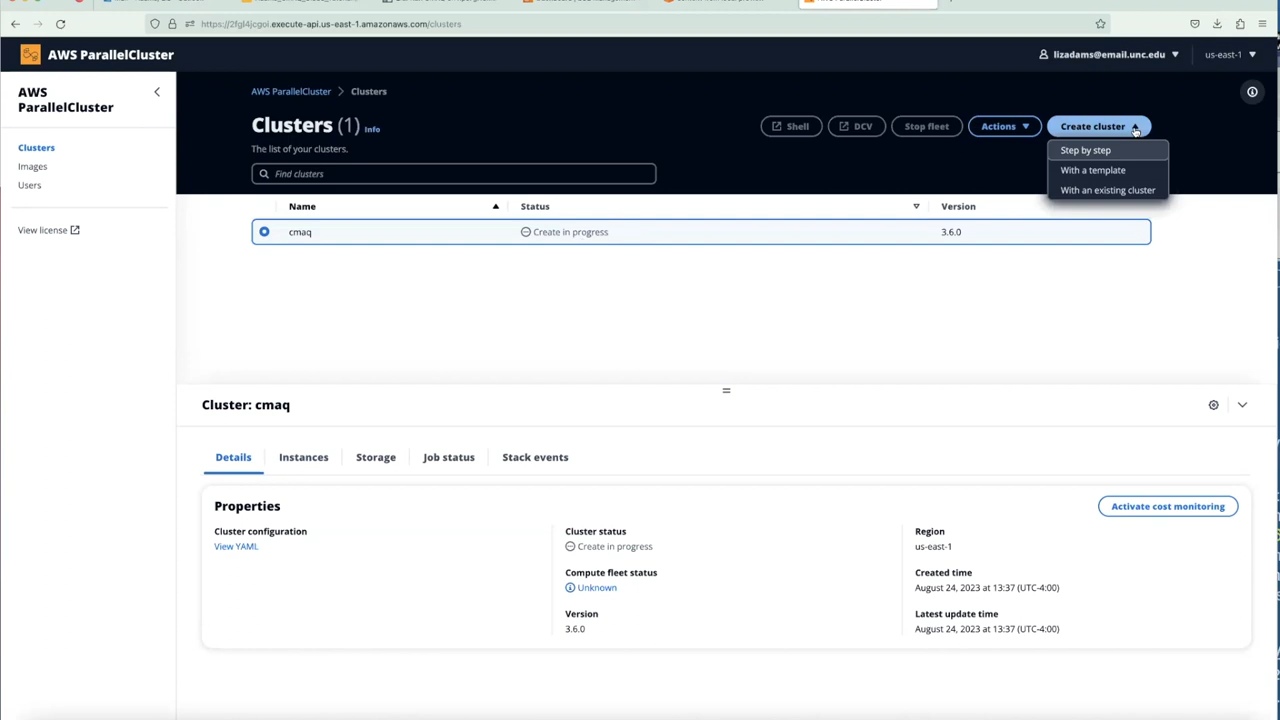 https://2fgl4jcgoi.execute-api.us-east-1.amazonaws.com/clusters
AWS ParallelCluster
lizadams@email.unc.edu
us-east-1
AWS
ParallelCluster
Clusters
Images
Users
View license
AWS ParallelCluster > Clusters
Clusters (1) Info
The list of your clusters.
Find clusters
Shell
DCV
Stop fleet
Actions
Create cluster
Step by step
With a template
With an existing cluster
Name Status Version
cmaq Create in progress 3.6.0
Cluster: cmaq
Details Instances Storage Job status Stack events
Properties
Activate cost monitoring
Cluster configuration
View YAML
Cluster status
Create in progress
Compute fleet status
Unknown
Version
3.6.0
Region
us-east-1
Created time
August 24, 2023 at 13:37 (UTC-4:00)
Latest update time
August 24, 2023 at 13:37 (UTC-4:00)